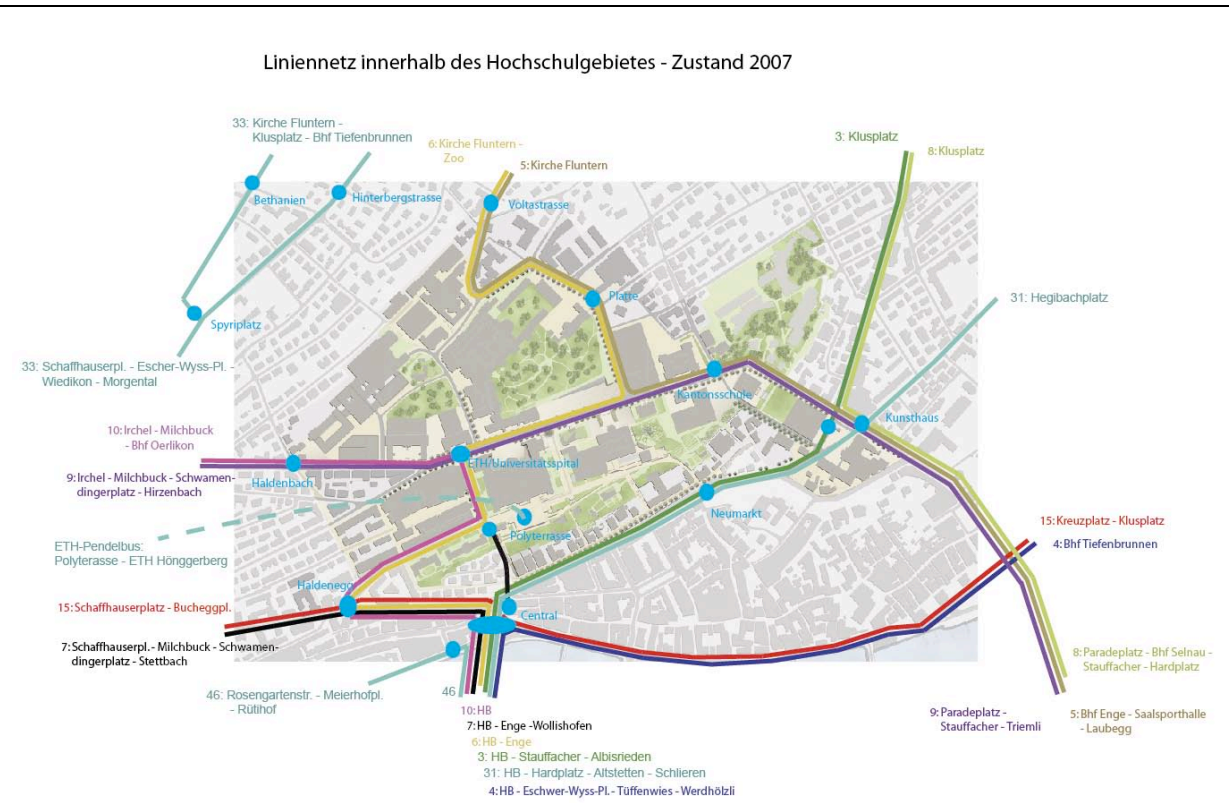 Liniennetz innerhalb des Hochschulgebietes - Zustand 2007
33: Kirche Fluntern -
Klusplatz - Bhf Tiefenbrunnen
6: Kirche Fluntern -
Zoo
5: Kirche Fluntern
3: Klusplatz
8: Klusplatz
Bethanien
Hinterbergstrasse
Voltastrasse
31: Hegibachplatz
Platte
Spyriplatz
33: Schaffhauserpl. - Escher-Wyss-Pl. -
Wiedikon - Morgental
Kantonsschule
Kunsthaus
10: Irchel - Milchbuck
- Bhf Oerlikon
ETH/Universitätsspital
9: Irchel - Milchbuck - Schwamen-
dingerplatz - Hirzenbach
Haldenbach
Neumarkt
15: Kreuzplatz - Klusplatz
4: Bhf Tiefenbrunnen
Polyterrasse
ETH-Pendelbus:
Polyterasse - ETH Hönggerberg
Haldenegg
15: Schaffhauserplatz - Bucheggpl.
Central
7: Schaffhauserpl. - Milchbuck - Schwamen-
dingerplatz - Stettbach
8: Paradeplatz - Bhf Selnau -
Stauffacher - Hardplatz
46: Rosengartenstr. - Meierhofpl.
- Rütihof
46
10: HB
7: HB - Enge -Wollishofen
6: HB - Enge
3: HB - Stauffacher - Albisrieden
31: HB - Hardplatz - Altstetten - Schlieren
4: HB - Eschwer-Wyss-Pl. - Tüffenwies - Werdhölzli
9: Paradeplatz -
Stauffacher - Triemli
5: Bhf Enge - Saalsporthalle
- Laubegg